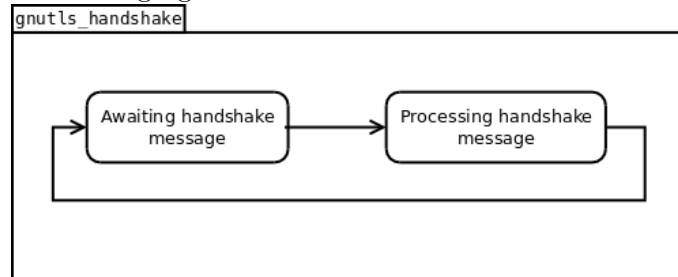 gnutls_handshake
Awaiting handshake
message
Processing handshake
message